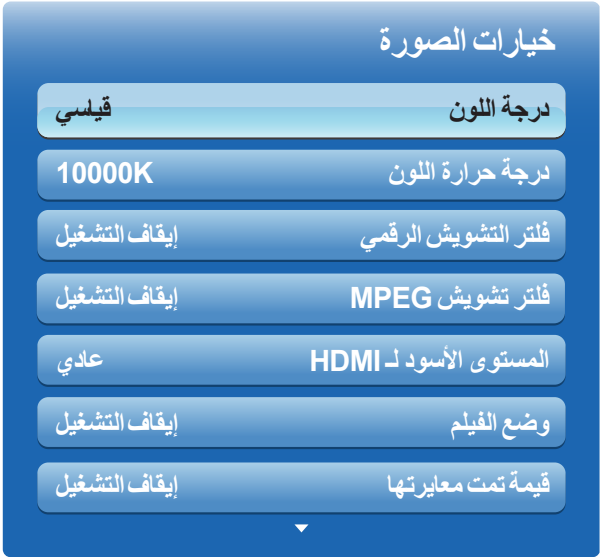 خيارات الصورة
درجة اللون قياسي
درجة حرارة اللون 10000K
فلتر التشويش الرقمي إيقاف التشغيل
فلتر تشويش MPEG إيقاف التشغيل
المستوى الأسود لـ HDMI عادي
وضع الفيلم إيقاف التشغيل
قيمة تمت معايرتها إيقاف التشغيل